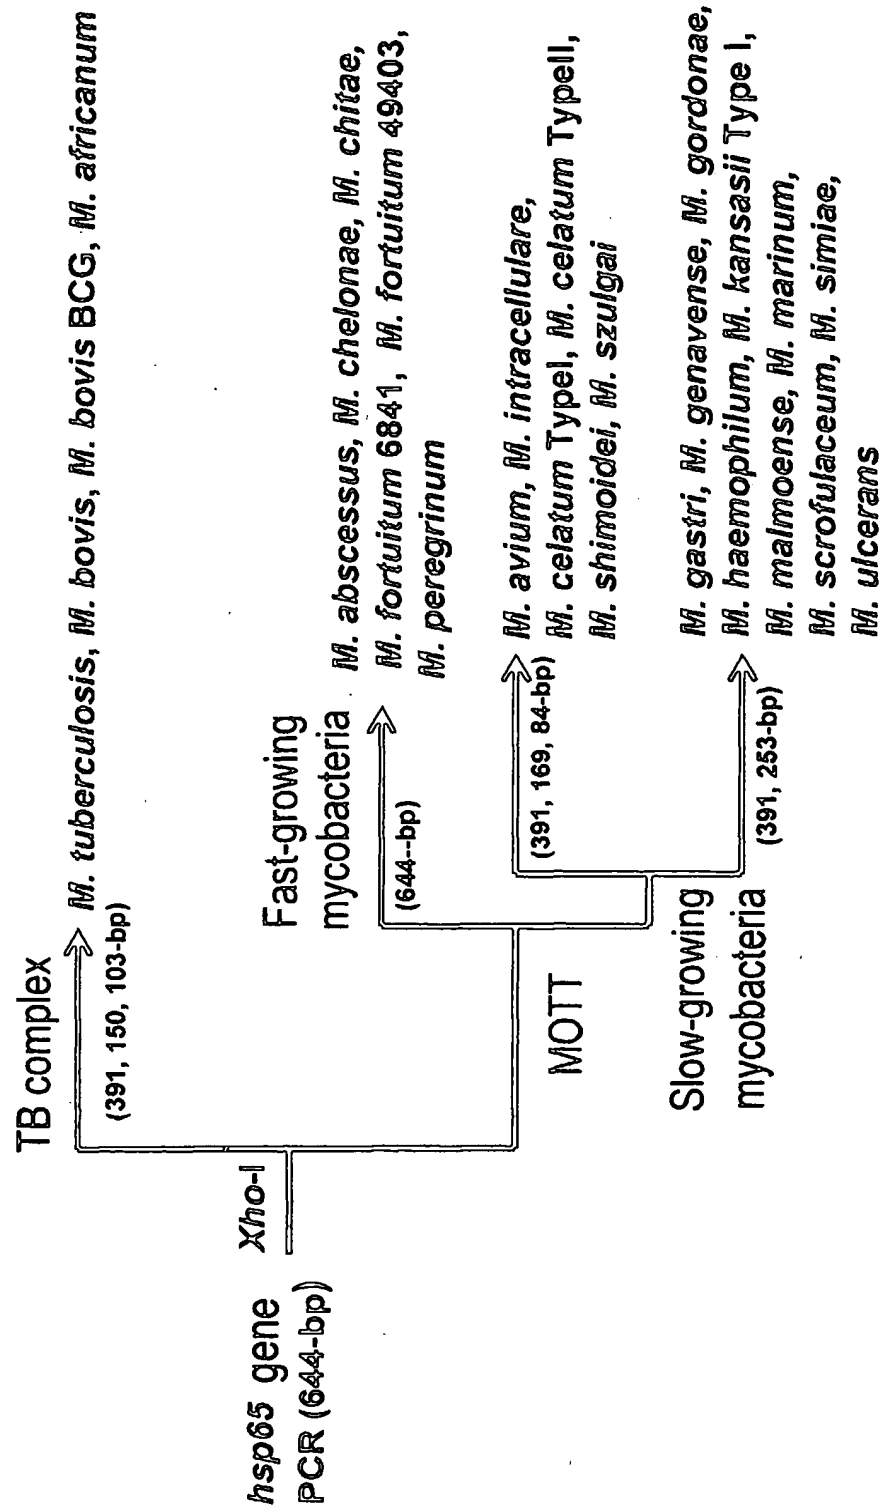 hsp65 gene
PCR (644-bp)
Xho-I
TB complex
(391, 150, 103-bp)
M. tuberculosis, M. bovis, M. bovis BCG, M. africanum
MOTT
Fast-growing
mycobacteria
(644--bp)
M. abscessus, M. chelonae, M. chitae,
M. fortuitum 6841, M. fortuitum 49403,
M. peregrinum
Slow-growing
mycobacteria
(391, 169, 84-bp)
M. avium, M. intracellulare,
M. celatum TypeI, M. celatum TypeII,
M. shimoidei, M. szulgai
(391, 253-bp)
M. gastri, M. genavense, M. gordonae,
M. haemophilum, M. kansasii Type I,
M. malmoense, M. marinum,
M. scrofulaceum, M. simiae,
M. ulcerans